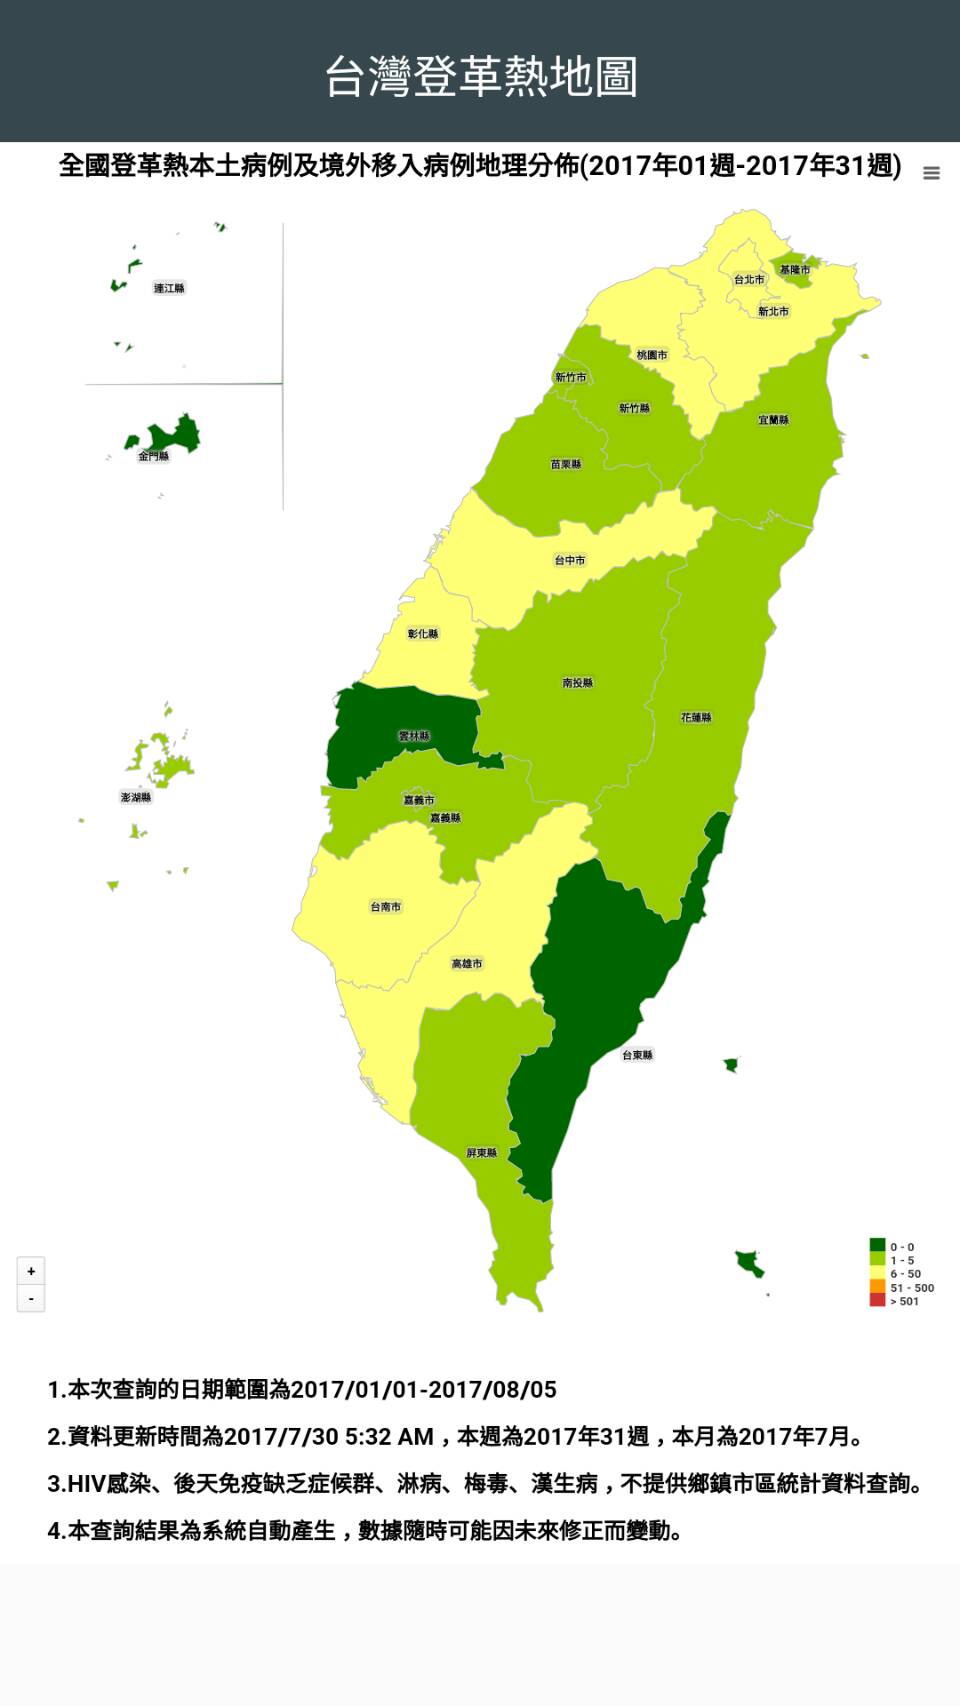 台灣登革熱地圖
全國登革熱本土病例及境外移入病例地理分佈(2017年01週-2017年31週)
連江縣
金門縣
基隆市
台北市
新北市
桃園市
新竹市
新竹縣
宜蘭縣
苗栗縣
台中市
彰化縣
南投縣
花蓮縣
雲林縣
澎湖縣
嘉義市
嘉義縣
台南市
高雄市
台東縣
屏東縣
+
-
0 - 0
1 - 5
6 - 50
51 - 500
> 501
1.本次查詢的日期範圍為2017/01/01-2017/08/05
2.資料更新時間為2017/7/30 5:32 AM，本週為2017年31週，本月為2017年7月。
3.HIV感染、後天免疫缺乏症候群、淋病、梅毒、漢生病，不提供鄉鎮市區統計資料查詢。
4.本查詢結果為系統自動產生，數據隨時可能因未來修正而變動。